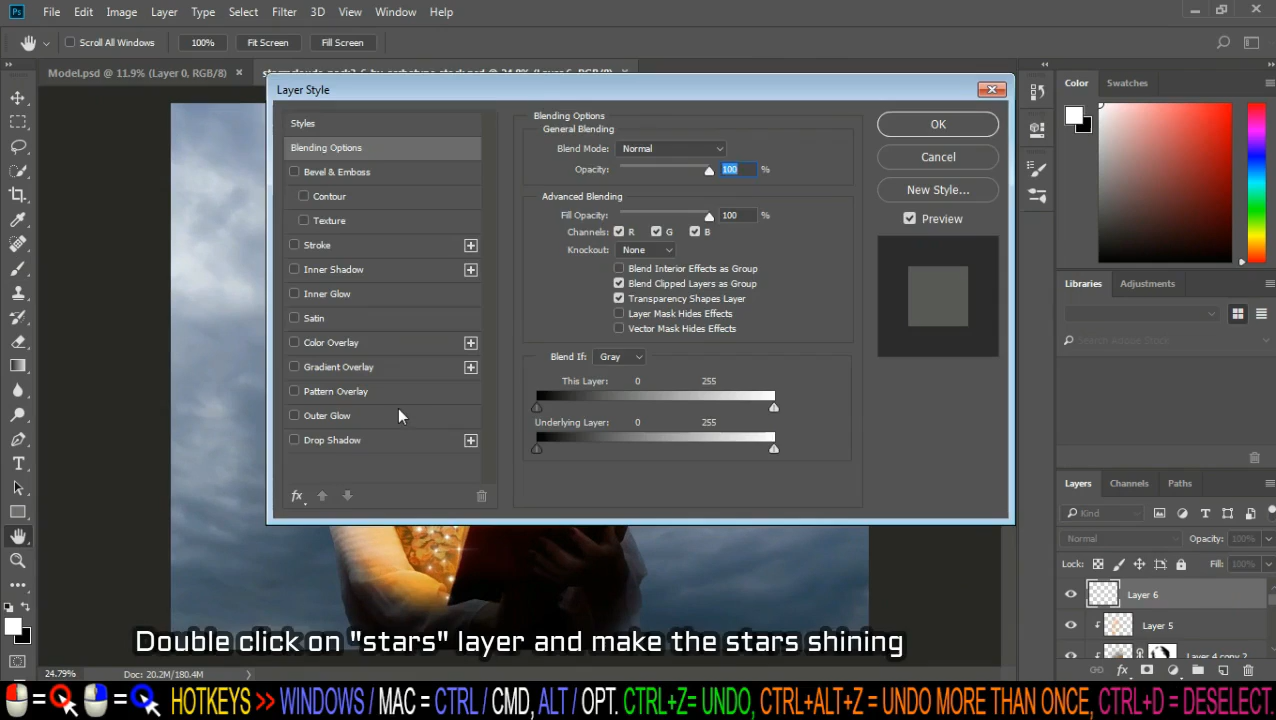 Ps File Edit Image Layer Type Select Filter 3D View Window Help
Scroll All Windows 100% Fit Screen Fill Screen
Model.psd @ 11.9% (Layer 0, RGB/8) ×
Layer Style
Styles
Blending Options
Bevel & Emboss
Contour
Texture
Stroke
Inner Shadow
Inner Glow
Satin
Color Overlay
Gradient Overlay
Pattern Overlay
Outer Glow
Drop Shadow
fx
Blending Options
General Blending
Blend Mode: Normal
Opacity: 100 %
Advanced Blending
Fill Opacity: 100 %
Channels: R G B
Knockout: None
Blend Interior Effects as Group
Blend Clipped Layers as Group
Transparency Shapes Layer
Layer Mask Hides Effects
Vector Mask Hides Effects
Blend If: Gray
This Layer: 0 255
Underlying Layer: 0 255
OK
Cancel
New Style...
Preview
Color Swatches
Libraries Adjustments
Search Adobe Stock
Layers Channels Paths
Kind
Normal Opacity: 100%
Lock: Fill: 100%
Layer 6
Layer 5
Layer 4 copy 2
fx
Double click on "stars" layer and make the stars shining
24.79% Doc: 20.2M/180.4M
= = HOTKEYS >> WINDOWS / MAC = CTRL / CMD, ALT / OPT. CTRL+Z= UNDO, CTRL+ALT+Z = UNDO MORE THAN ONCE, CTRL+D = DESELECT.